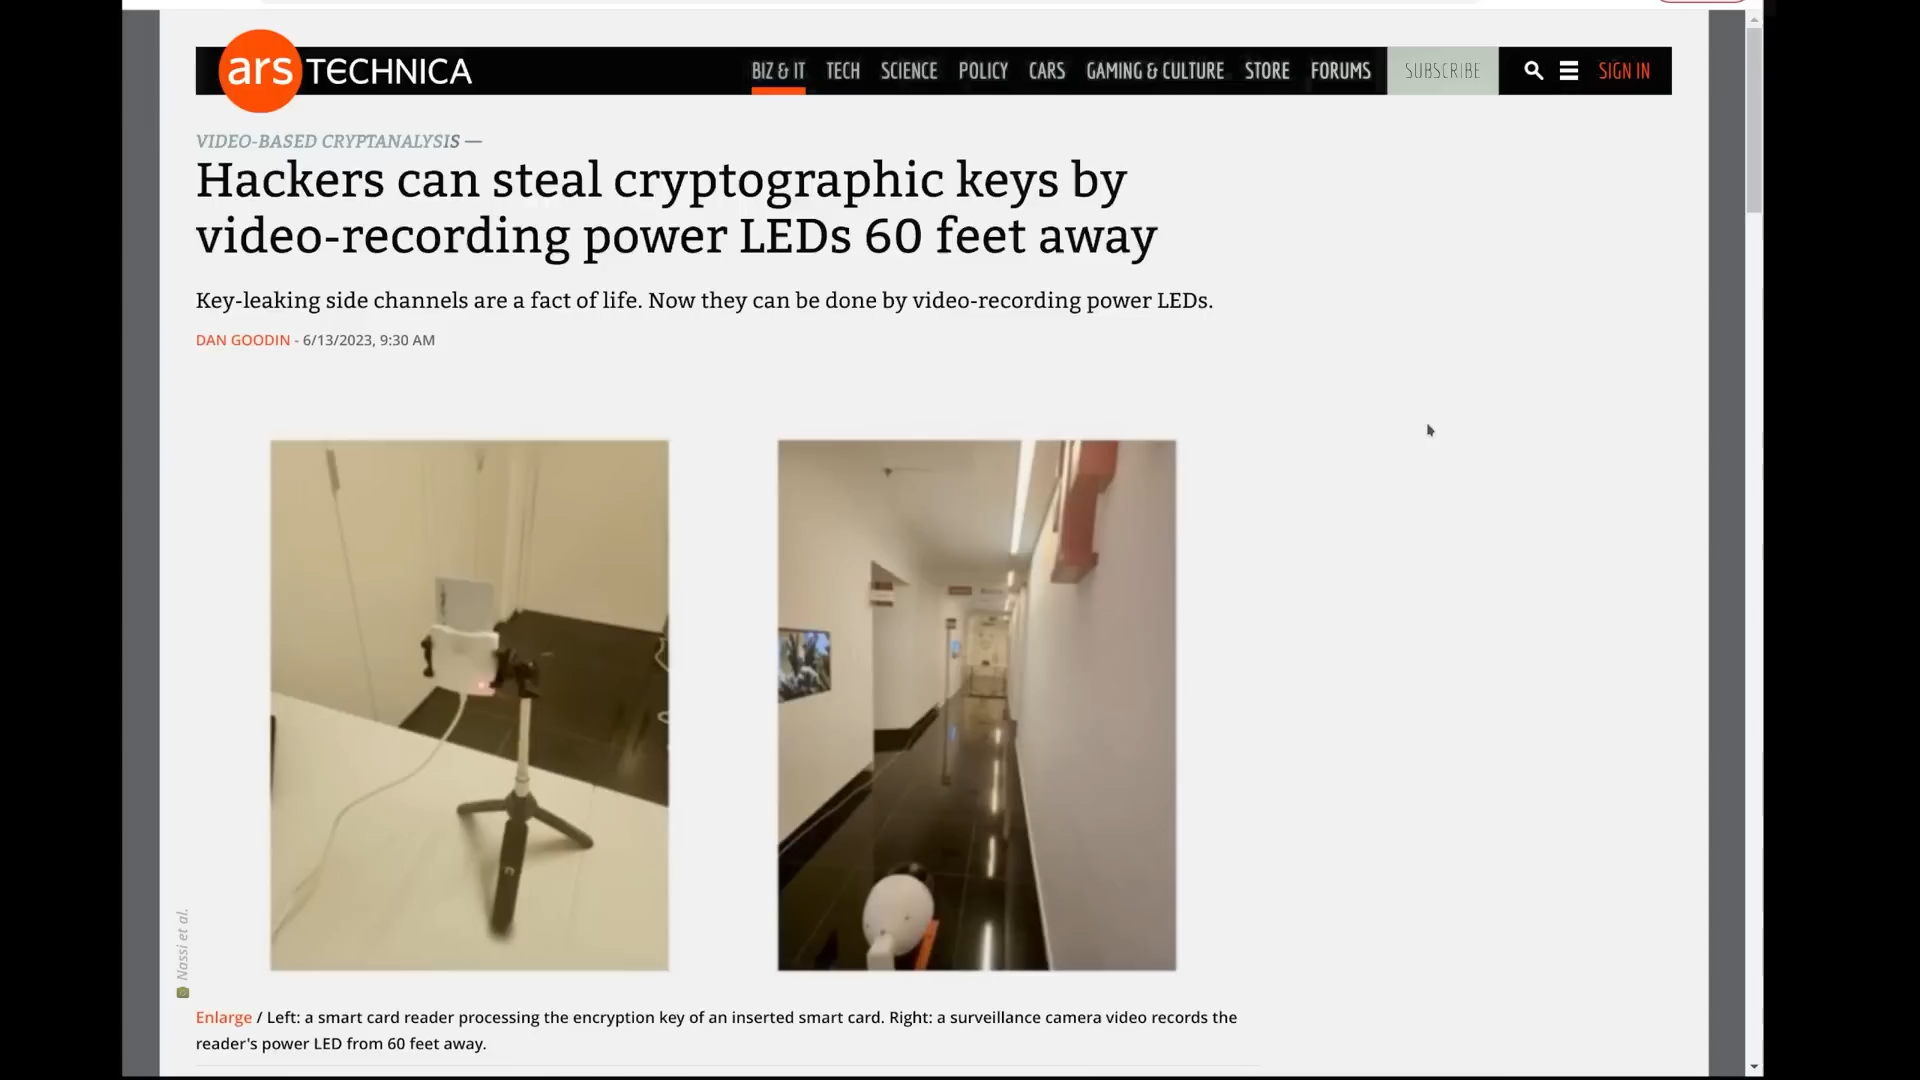 ars TECHNICA
BIZ & IT TECH SCIENCE POLICY CARS GAMING & CULTURE STORE FORUMS SUBSCRIBE SIGN IN
VIDEO-BASED CRYPTANALYSIS —
Hackers can steal cryptographic keys by
video-recording power LEDs 60 feet away
Key-leaking side channels are a fact of life. Now they can be done by video-recording power LEDs.
DAN GOODIN - 6/13/2023, 9:30 AM
Nassi et al.
Enlarge / Left: a smart card reader processing the encryption key of an inserted smart card. Right: a surveillance camera video records the
reader's power LED from 60 feet away.